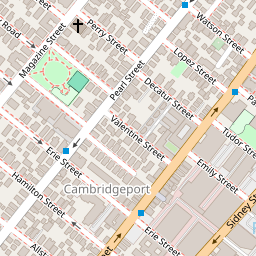 Watson Street
Perry Street
Road
Magazine Street
Lopez Street
Pearl Street
Decatur Street
Pa
Tudor Street
Valentine Street
Erie Street
Emily Street
Cambridgeport
Hamilton Street
Sidney St
Erie Street
Allst